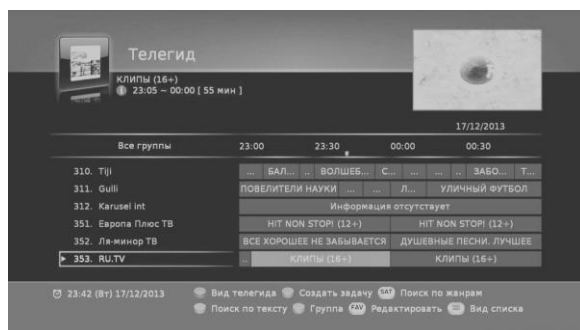 Телегид
КЛИПЫ (16+)
23:05 ~ 00:00 [ 55 мин ]
17/12/2013
Все группы 23:00 23:30 00:00 00:30
310. Tiji ... БАЛ... .. ВОЛШЕБ... С... ... ... .. ЗАБО... Т...
311. Gulli ПОВЕЛИТЕЛИ НАУКИ ... ... Л... УЛИЧНЫЙ ФУТБОЛ
312. Karusel int Информация отсутствует
351. Европа Плюс ТВ HIT NON STOP! (12+) HIT NON STOP! (12+)
352. Ля-минор ТВ ВСЕ ХОРОШЕЕ НЕ ЗАБЫВАЕТСЯ ДУШЕВНЫЕ ПЕСНИ. ЛУЧШЕЕ
353. RU.TV .. КЛИПЫ (16+) КЛИПЫ (16+)
23:42 (Вт) 17/12/2013 Вид телегида Создать задачу SAT Поиск по жанрам
Поиск по тексту Группа FAV Редактировать Вид списка